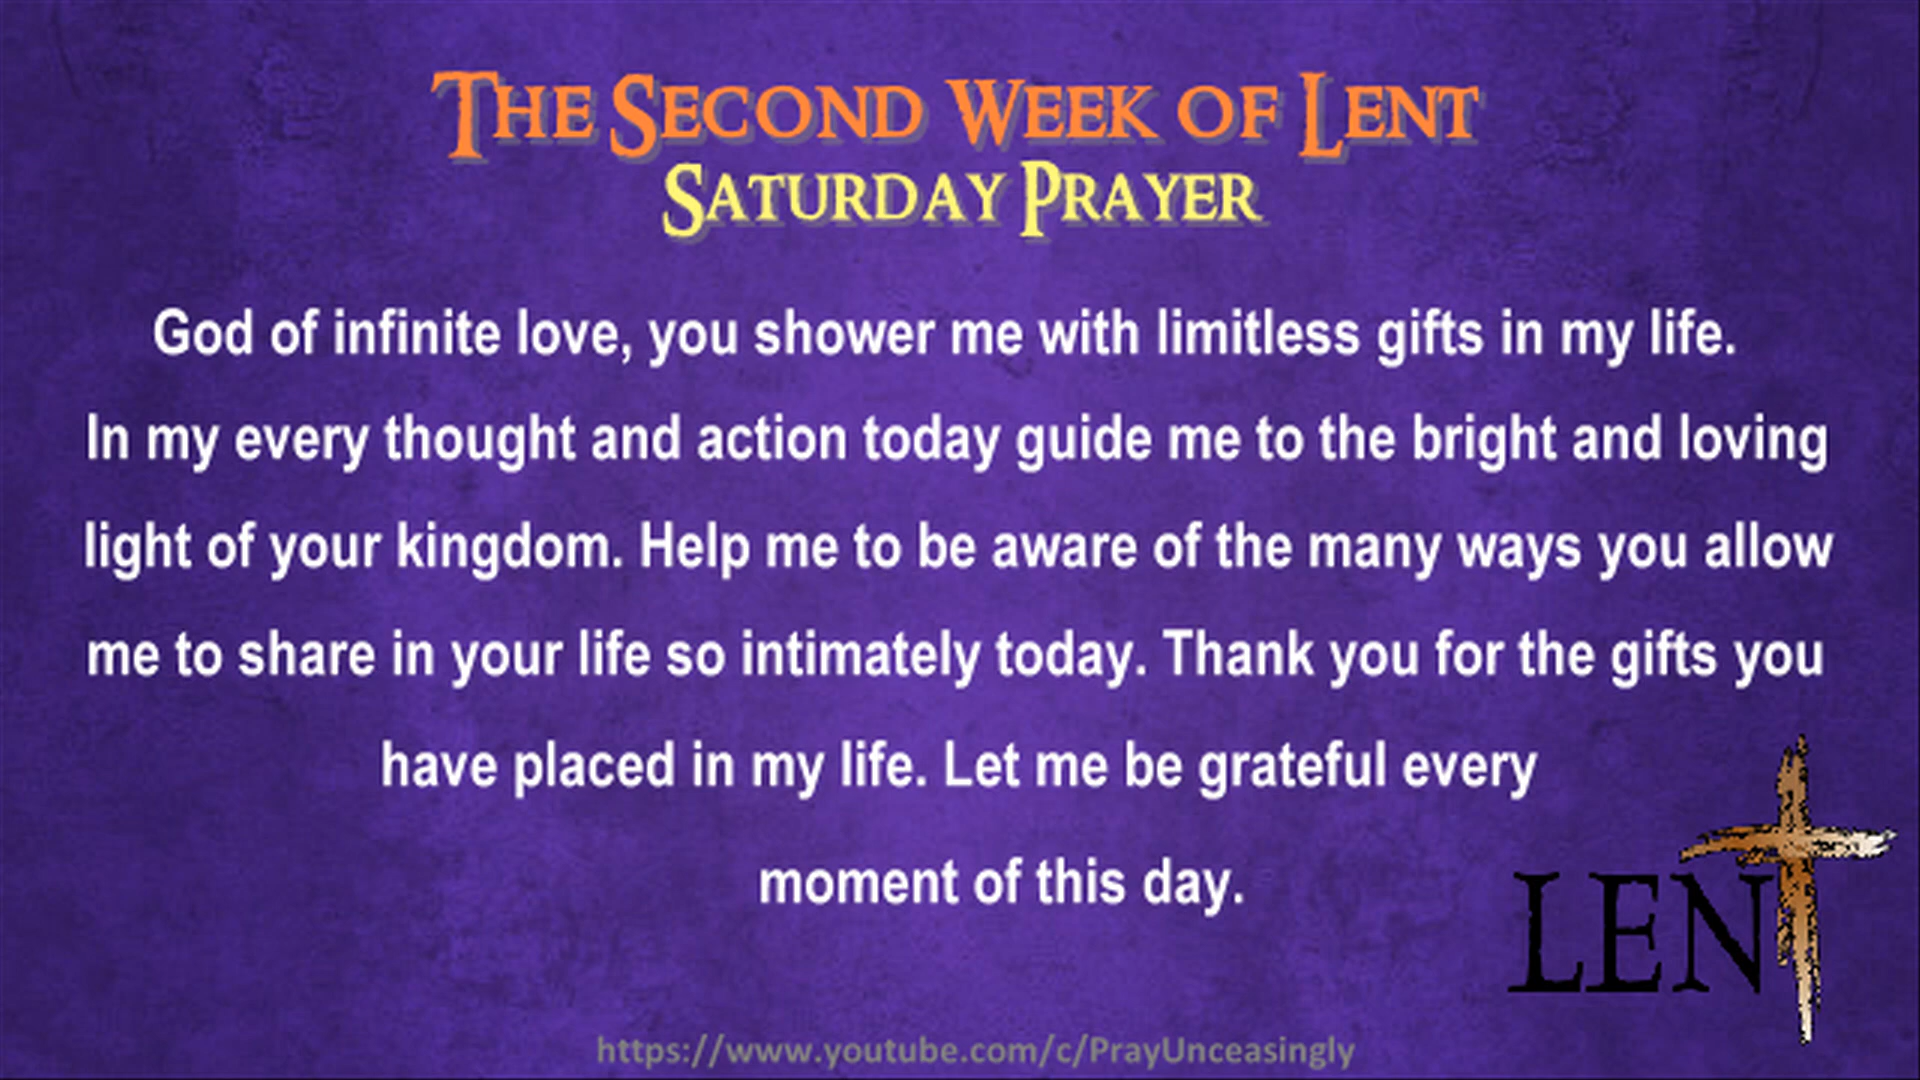 The Second Week of Lent
Saturday Prayer
God of infinite love, you shower me with limitless gifts in my life.
In my every thought and action today guide me to the bright and loving
light of your kingdom. Help me to be aware of the many ways you allow
me to share in your life so intimately today. Thank you for the gifts you
have placed in my life. Let me be grateful every
moment of this day.
LENT
https://www.youtube.com/c/PrayUnceasingly